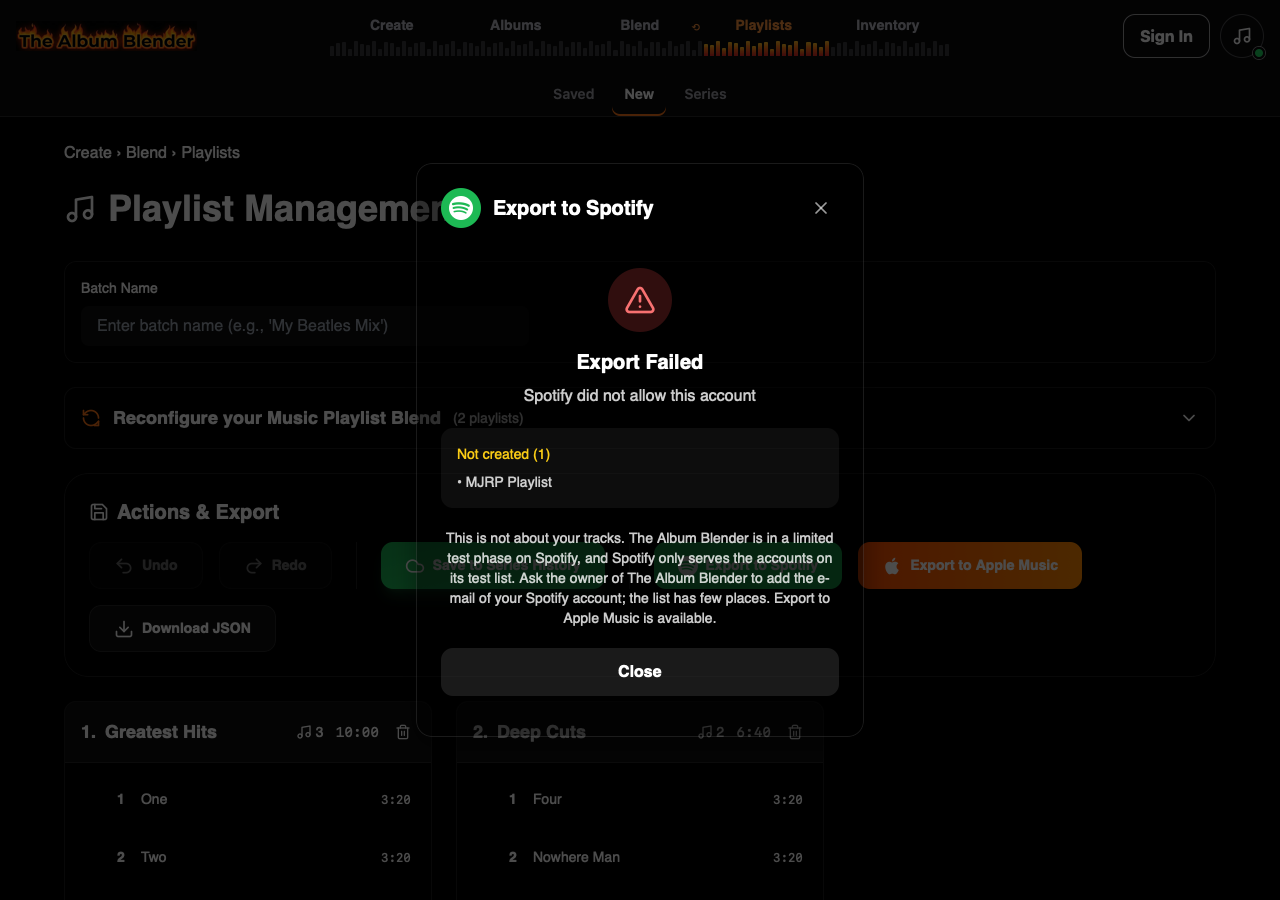 The Album Blender
Create
Albums
Blend
Playlists
Inventory
Sign In
Saved
New
Series
Create › Blend › Playlists
Playlist Managemen
Export to Spotify
Batch Name
Enter batch name (e.g., 'My Beatles Mix')
Export Failed
Spotify did not allow this account
Reconfigure your Music Playlist Blend (2 playlists)
Not created (1)
• MJRP Playlist
Actions & Export
This is not about your tracks. The Album Blender is in a limited
test phase on Spotify, and Spotify only serves the accounts on
its test list. Ask the owner of The Album Blender to add the e-
mail of your Spotify account; the list has few places. Export to
Apple Music is available.
Undo
Redo
Save to Series History
Export to Spotify
Export to Apple Music
Download JSON
Close
1. Greatest Hits 3 10:00
1 One 3:20
2 Two 3:20
2. Deep Cuts 2 6:40
1 Four 3:20
2 Nowhere Man 3:20